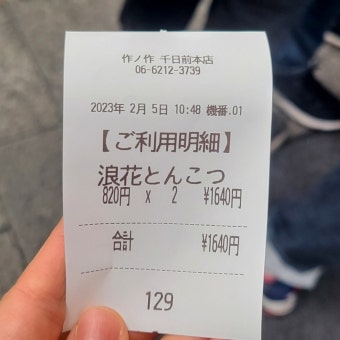 作ノ作 千日前本店
06-6212-3739
2023年 2月 5日 10:48 機番.01
【ご利用明細】
浪花とんこつ
820円 x 2 ¥1640円
合計 ¥1640円
129